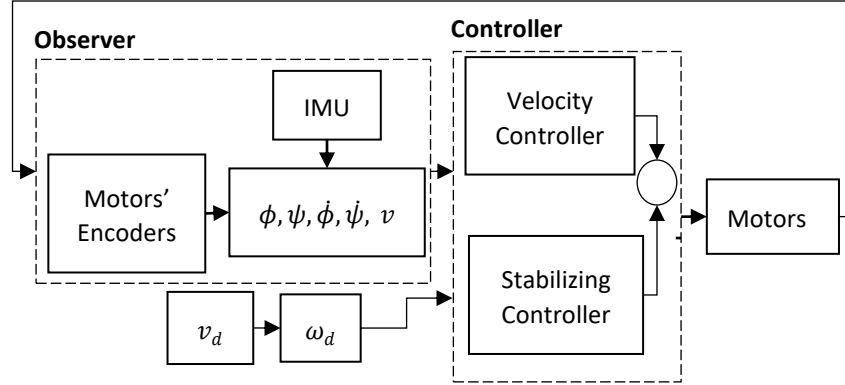 Observer
Controller
IMU
Velocity
Controller
Motors’
Encoders
ϕ, ψ, ϕ̇, ψ̇, v
Motors
Stabilizing
Controller
v_d
ω_d